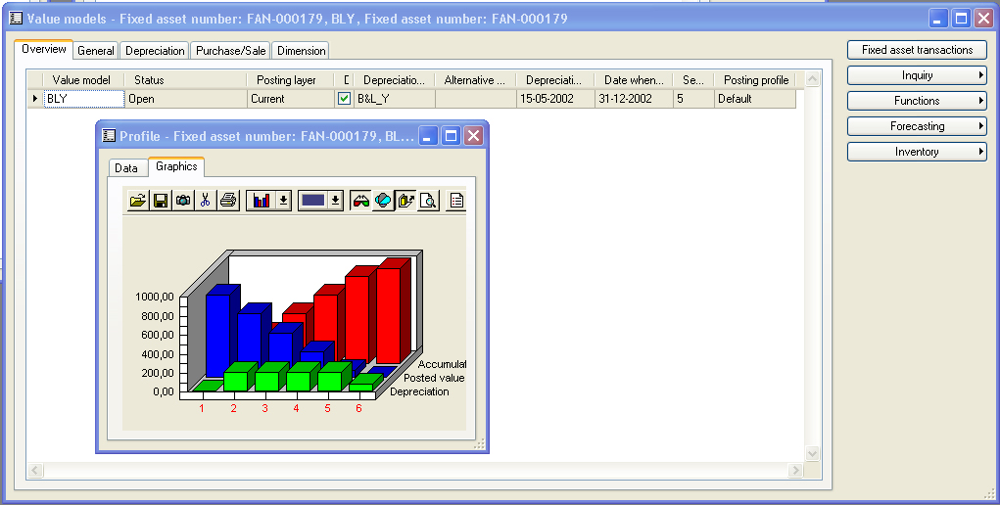 Value models - Fixed asset number: FAN-000179, BLY, Fixed asset number: FAN-000179
Overview General Depreciation Purchase/Sale Dimension
Fixed asset transactions
Inquiry
Functions
Forecasting
Inventory
Value model Status Posting layer D Depreciatio... Alternative ... Depreciati... Date when... Se... Posting profile
BLY Open Current B&L_Y 15-05-2002 31-12-2002 5 Default
Profile - Fixed asset number: FAN-000179, BL...
Data Graphics
1000,00
800,00
600,00
400,00
200,00
0,00
Accumulat
Posted value
Depreciation
1 2 3 4 5 6